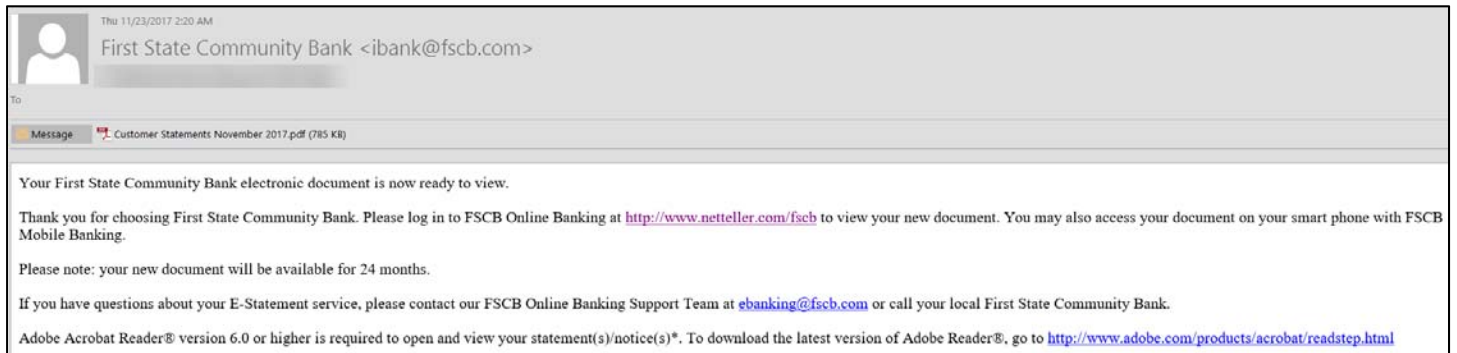 Thu 11/23/2017 2:20 AM
First State Community Bank <ibank@fscb.com>
To
Message Customer Statements November 2017.pdf (785 KB)
Your First State Community Bank electronic document is now ready to view.
Thank you for choosing First State Community Bank. Please log in to FSCB Online Banking at http://www.netteller.com/fscb to view your new document. You may also access your document on your smart phone with FSCB
Mobile Banking.
Please note: your new document will be available for 24 months.
If you have questions about your E-Statement service, please contact our FSCB Online Banking Support Team at ebanking@fscb.com or call your local First State Community Bank.
Adobe Acrobat Reader® version 6.0 or higher is required to open and view your statement(s)/notice(s)*. To download the latest version of Adobe Reader®, go to http://www.adobe.com/products/acrobat/readstep.html